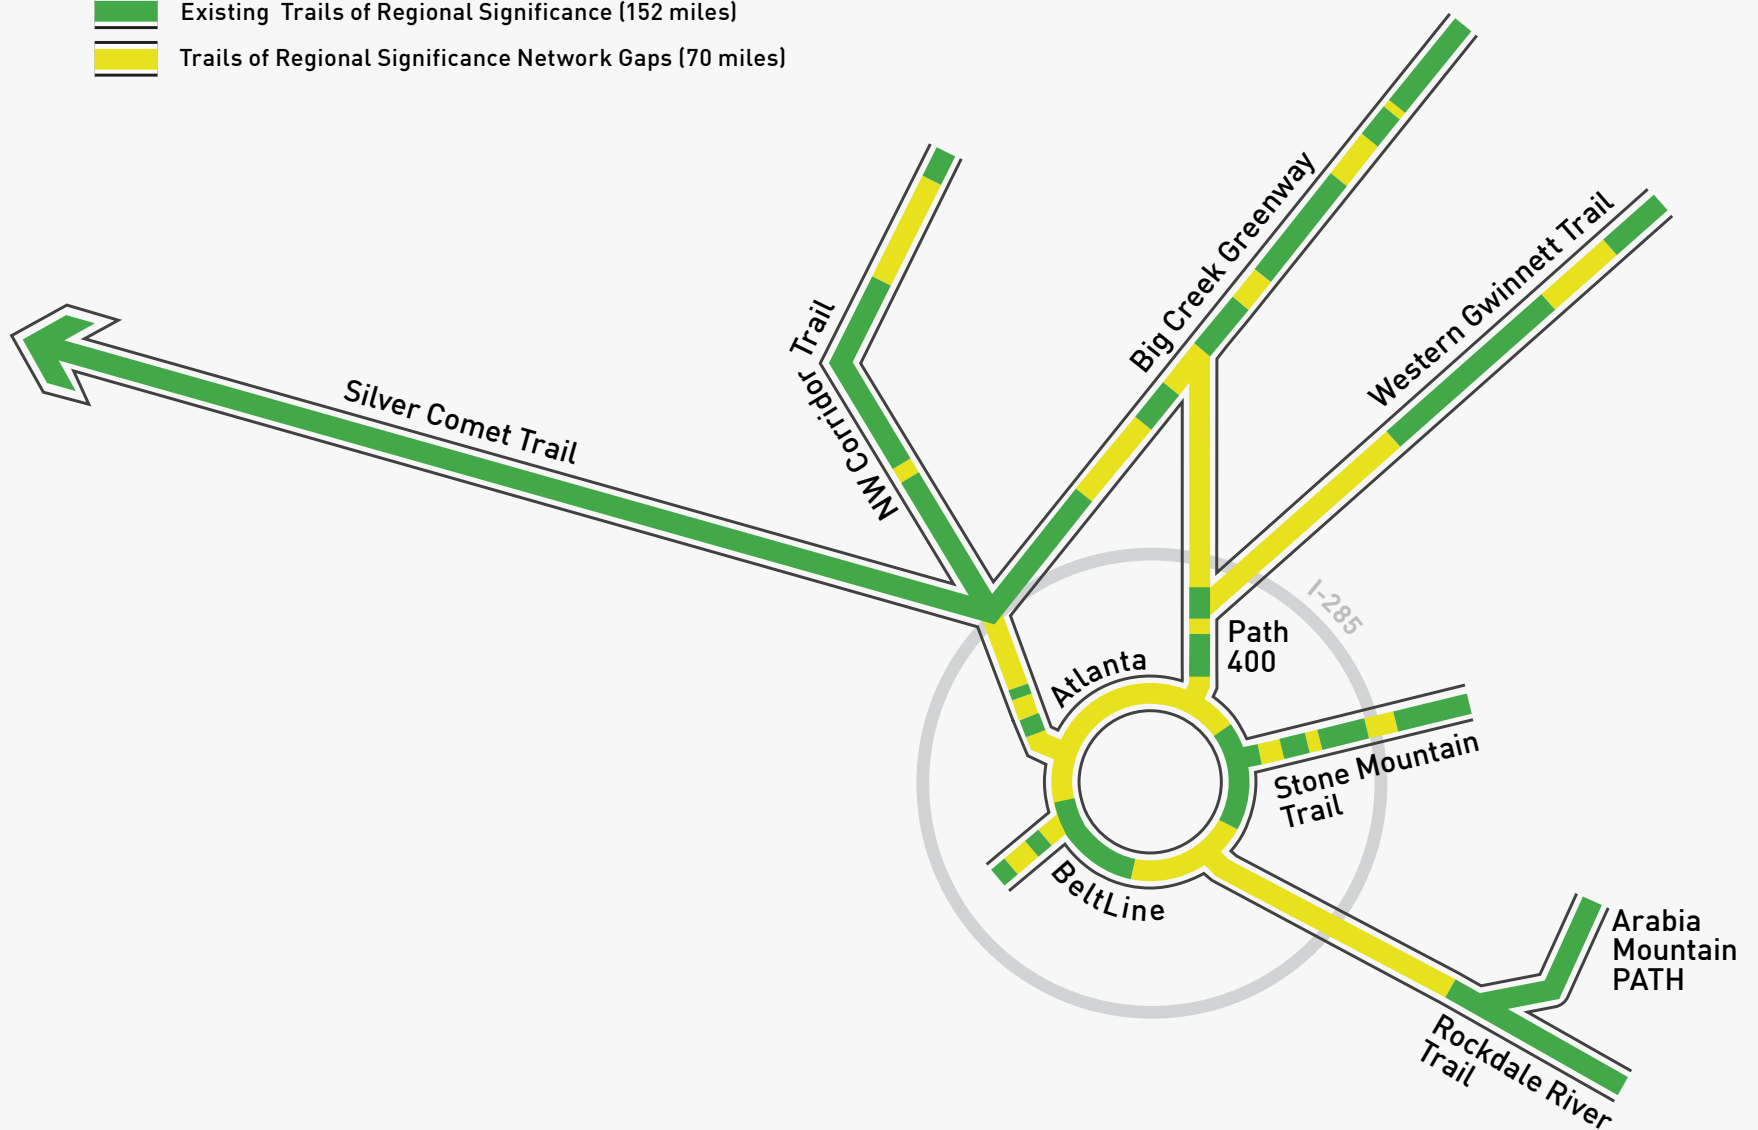 Existing  Trails of Regional Significance (152 miles)
Trails of Regional Significance Network Gaps (70 miles)
Big Creek Greenway
Western Gwinnett Trail
NW Corridor Trail
Silver Comet Trail
I-285
Path
400
Atlanta
BeltLine
Stone Mountain
Trail
Arabia
Mountain
PATH
Rockdale River
Trail